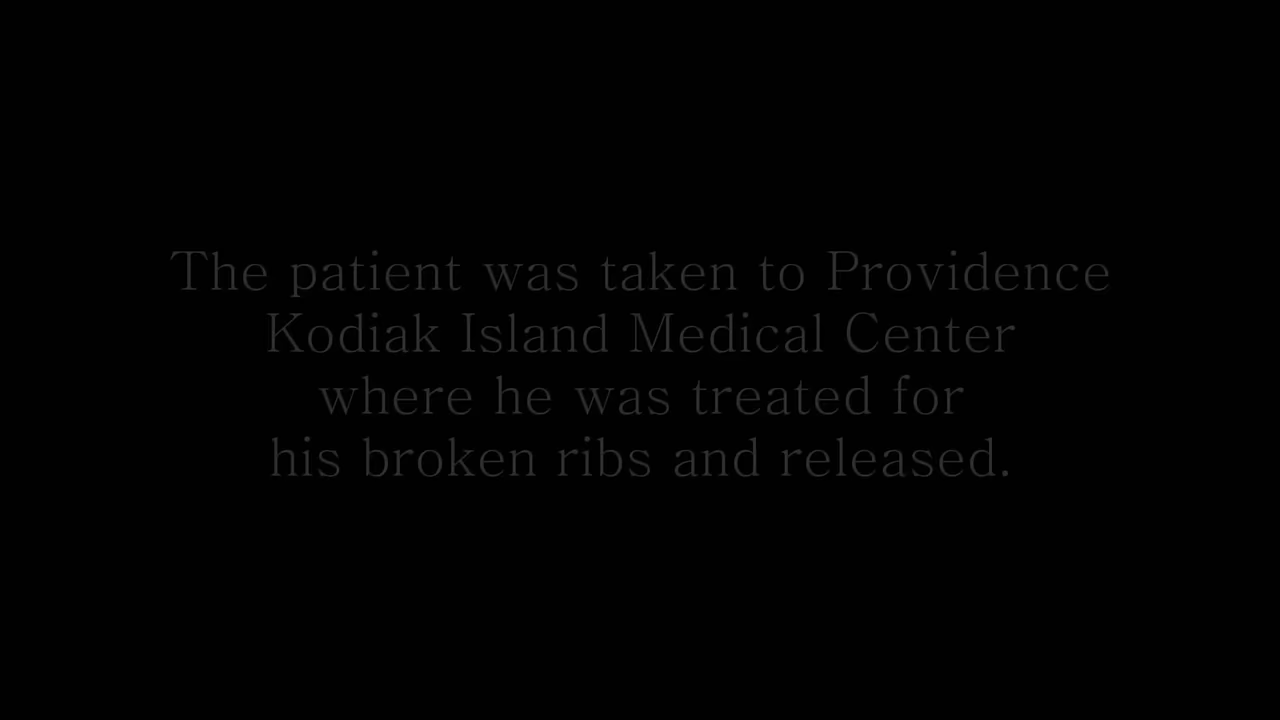 The patient was taken to Providence
Kodiak Island Medical Center
where he was treated for
his broken ribs and released.